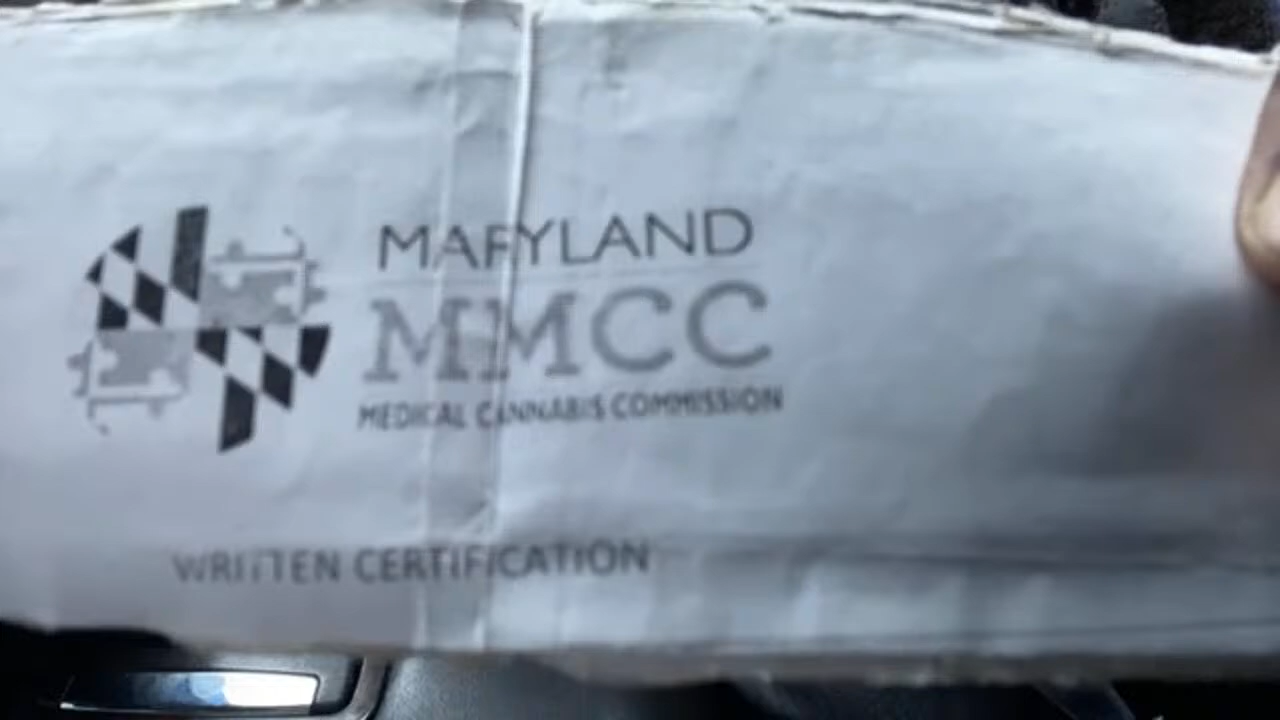 MARYLAND
MMCC
MEDICAL CANNABIS COMMISSION
WRITTEN CERTIFICATION